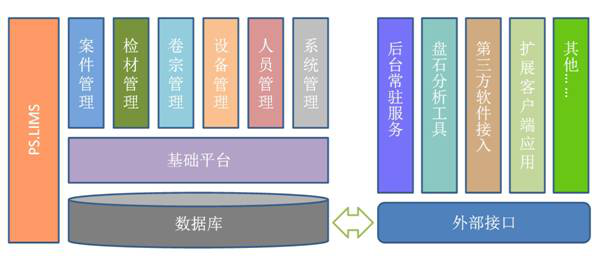 PS.LIMS
案件管理
检材管理
卷宗管理
设备管理
人员管理
系统管理
基础平台
数据库
后台常驻服务
盘石分析工具
第三方软件接入
扩展客户端应用
其他……
外部接口